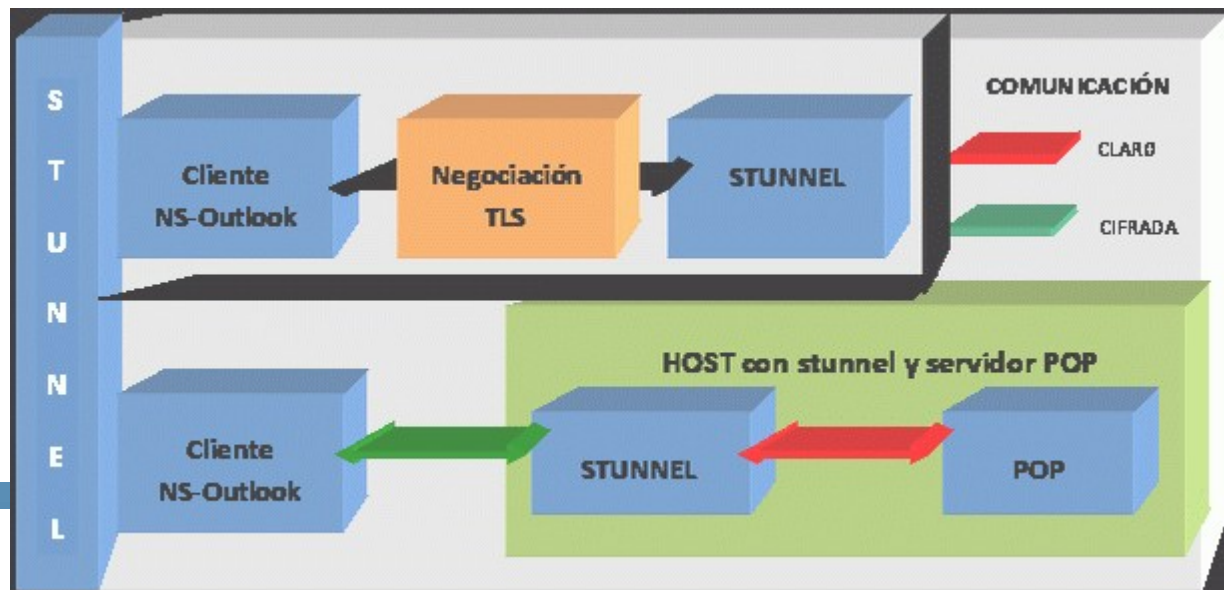 STUNNEL
Cliente
NS-Outlook
Negociación
TLS
STUNNEL
COMUNICACIÓN
CLARO
CIFRADA
HOST con stunnel y servidor POP
Cliente
NS-Outlook
STUNNEL
POP